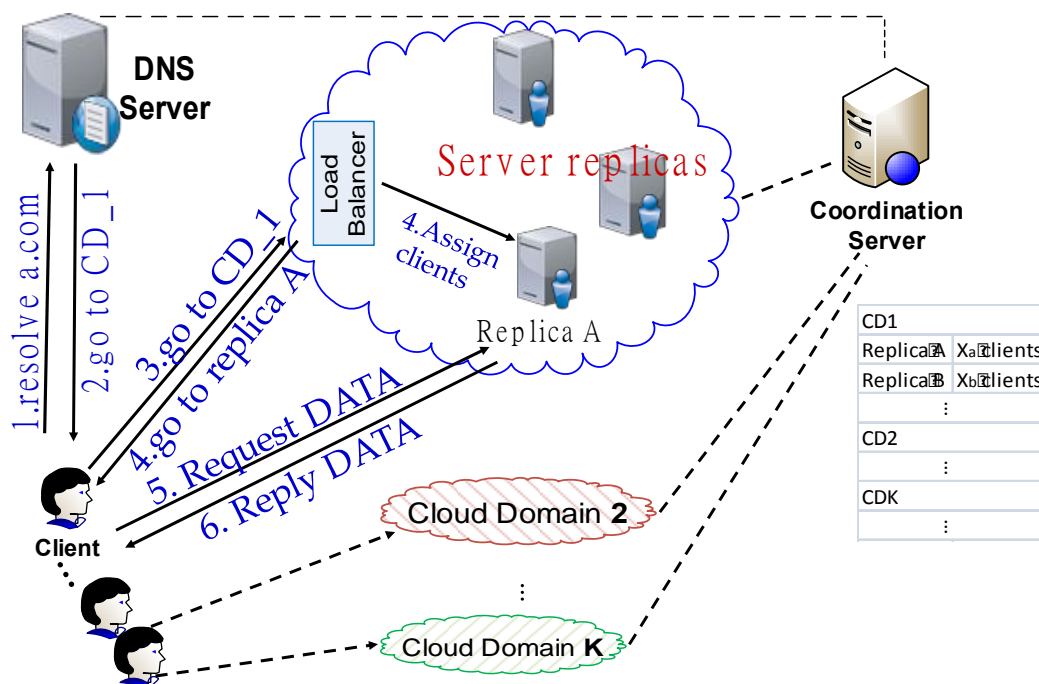 DNS
Server
1.resolve a.com
2.go to CD_1
Load
Balancer
Server replicas
4.Assign
clients
Replica A
3.go to CD_1
4.go to replica A
5. Request DATA
6. Reply DATA
Client
Coordination
Server
CD1
Replica A Xa clients
Replica B Xb clients
⋮
CD2
⋮
CDK
⋮
Cloud Domain 2
⋮
Cloud Domain K